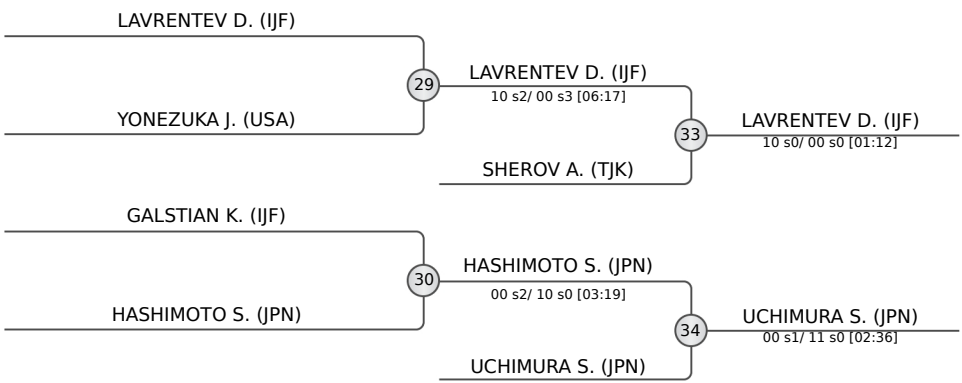 LAVRENTEV D. (IJF)
29
YONEZUKA J. (USA)
LAVRENTEV D. (IJF)
10 s2/ 00 s3 [06:17]
33
SHEROV A. (TJK)
LAVRENTEV D. (IJF)
10 s0/ 00 s0 [01:12]
GALSTIAN K. (IJF)
30
HASHIMOTO S. (JPN)
HASHIMOTO S. (JPN)
00 s2/ 10 s0 [03:19]
34
UCHIMURA S. (JPN)
UCHIMURA S. (JPN)
00 s1/ 11 s0 [02:36]